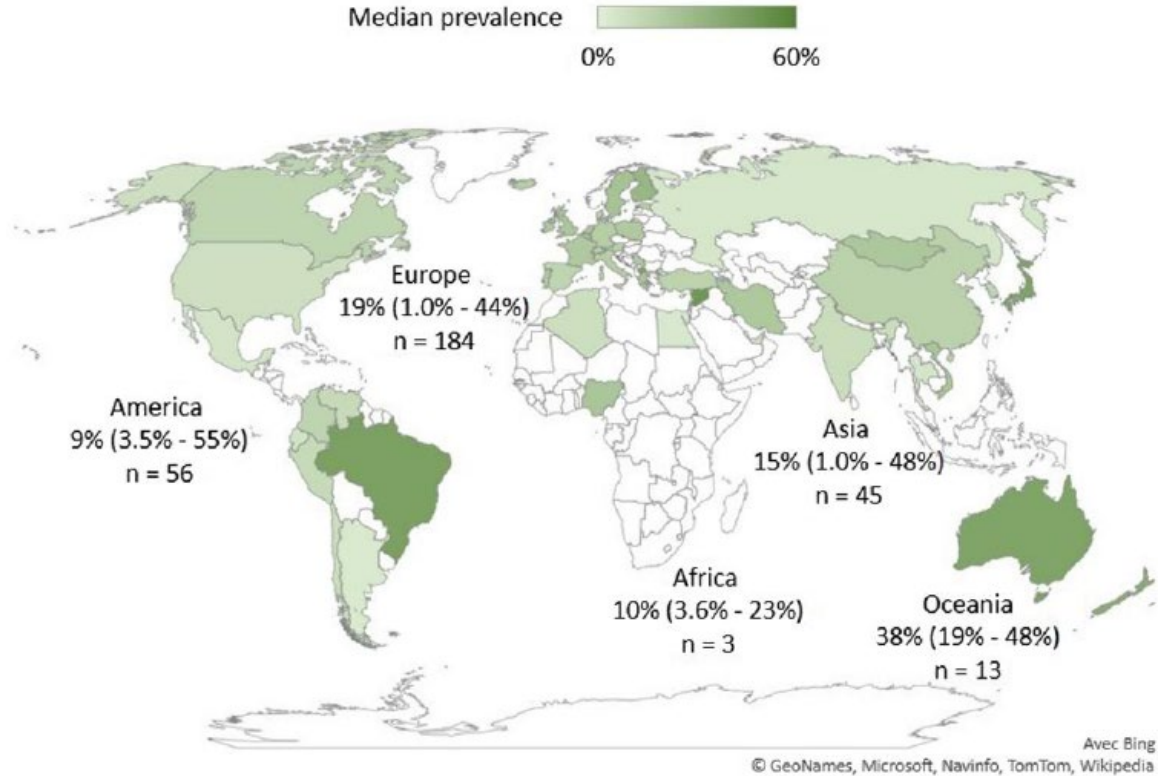 Median prevalence
0%
60%
Europe
19% (1.0% - 44%)
n = 184
America
9% (3.5% - 55%)
n = 56
Asia
15% (1.0% - 48%)
n = 45
Africa
10% (3.6% - 23%)
n = 3
Oceania
38% (19% - 48%)
n = 13
Avec Bing
© GeoNames, Microsoft, Navinfo, TomTom, Wikipedia